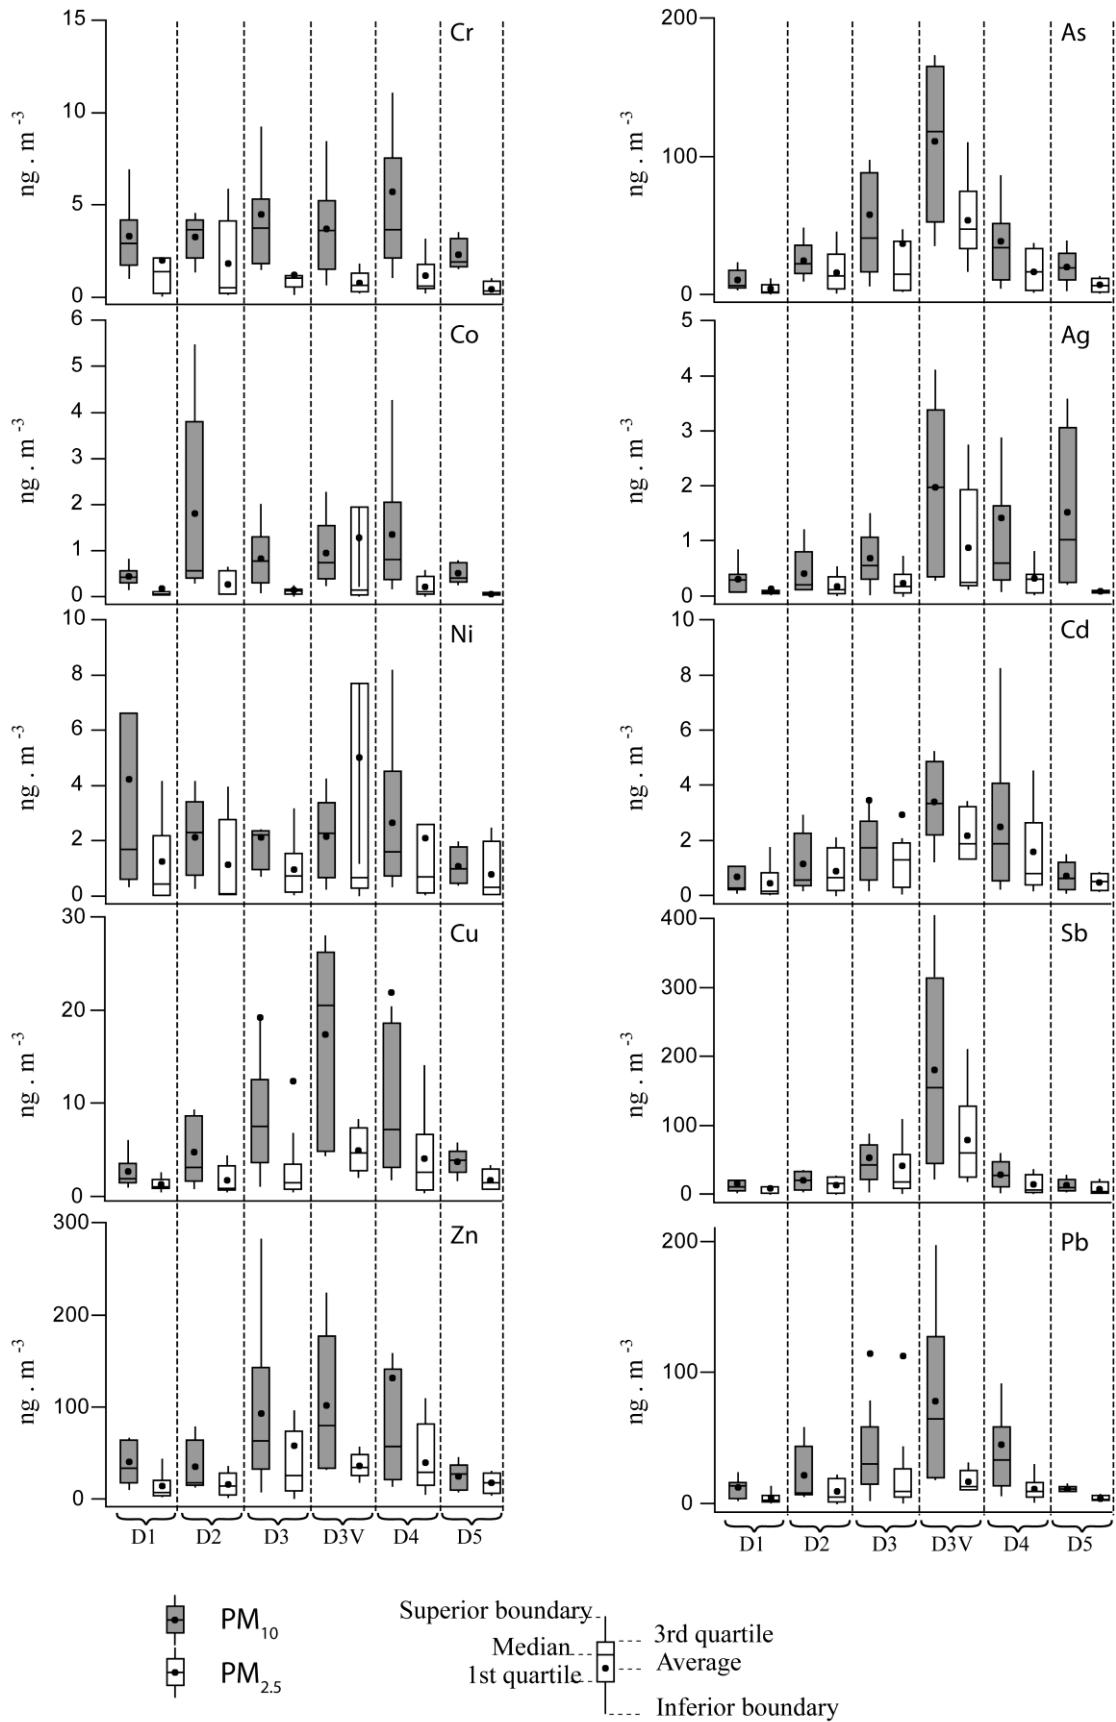 Cr
15
10
5
0
ng . m -3
As
200
100
0
ng . m -3
Co
6
5
4
3
2
1
0
ng . m -3
Ag
5
4
3
2
1
0
ng . m -3
Ni
10
8
6
4
2
0
ng . m -3
Cd
10
8
6
4
2
0
ng . m -3
Cu
30
20
10
0
ng . m -3
Sb
400
300
200
100
0
ng . m -3
Zn
300
200
100
0
ng . m -3
Pb
200
100
0
ng . m -3
D1 D2 D3 D3V D4 D5
D1 D2 D3 D3V D4 D5
PM10
PM2.5
Superior boundary
Median
1st quartile
3rd quartile
Average
Inferior boundary